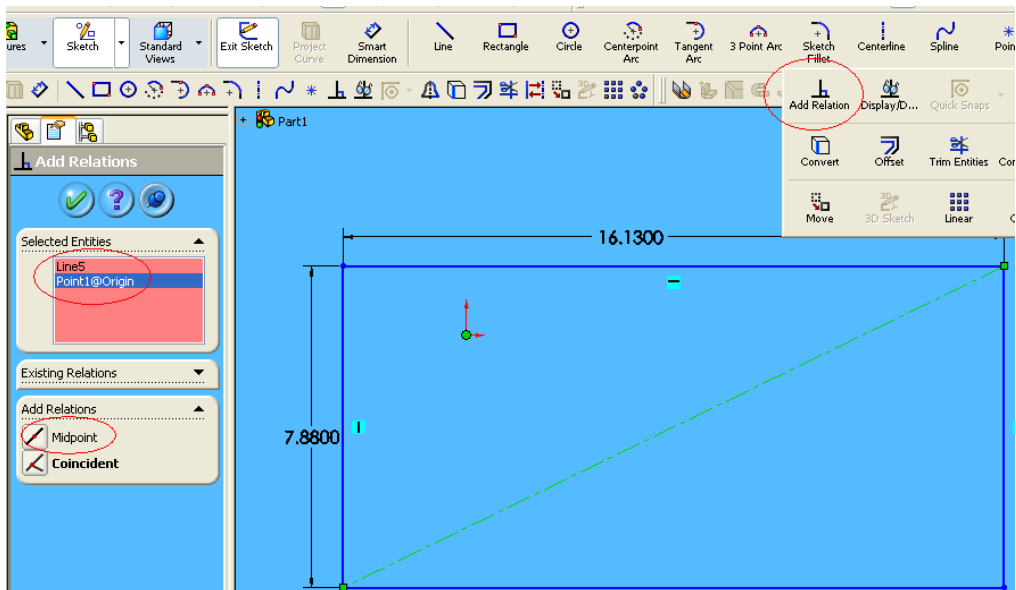 ures
Sketch
Standard Views
Exit Sketch
Project Curve
Smart Dimension
Line
Rectangle
Circle
Centerpoint Arc
Tangent Arc
3 Point Arc
Sketch Fillet
Centerline
Spline
Poin
Add Relation
Display/D...
Quick Snaps
Convert
Offset
Trim Entities
Con
Move
3D Sketch
Linear
C
Part1
Add Relations
Selected Entities
Line5
Point1@Origin
Existing Relations
Add Relations
Midpoint
Coincident
16.1300
7.8800